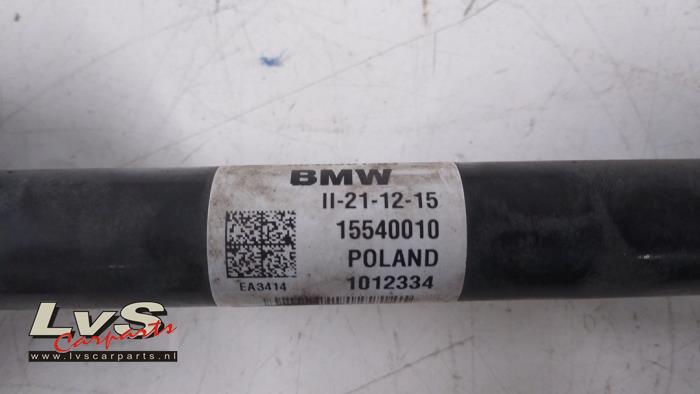 BMW
II-21-12-15
15540010
POLAND
EA3414
1012334
LvS
Carparts
www.lvscarparts.nl